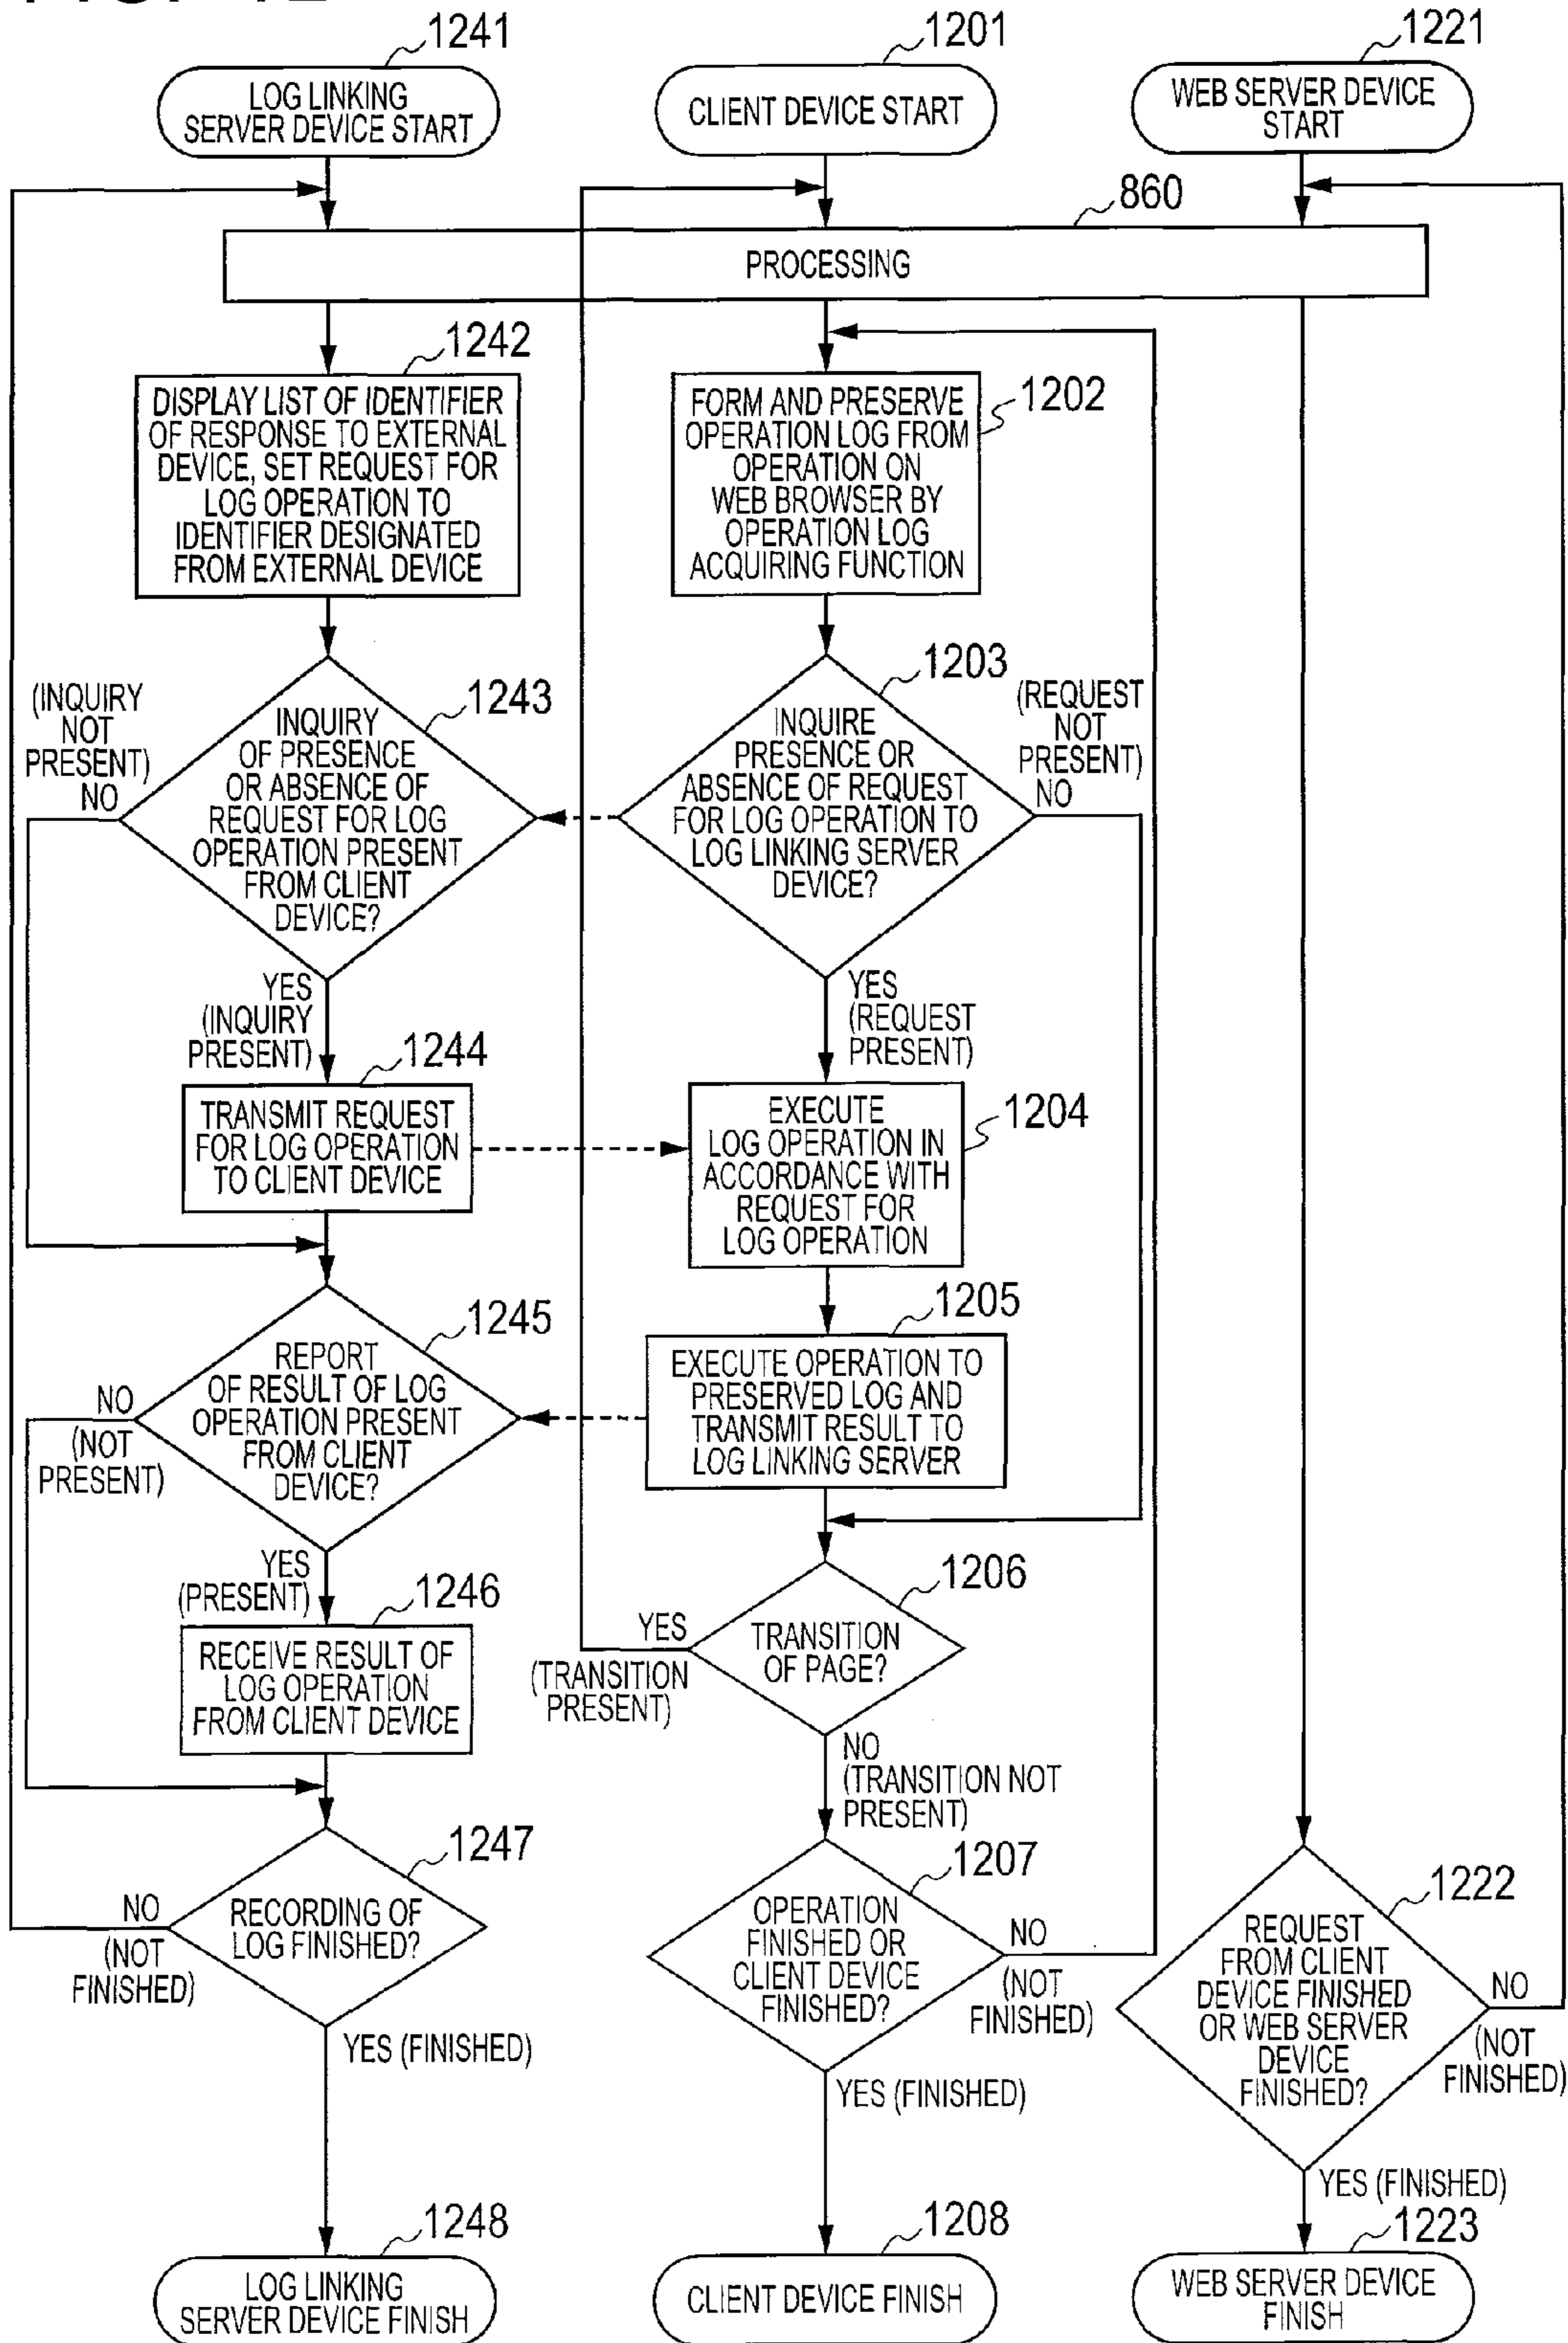 1241
LOG LINKING
SERVER DEVICE START
1201
CLIENT DEVICE START
1221
WEB SERVER DEVICE
START
860
PROCESSING
1242
DISPLAY LIST OF IDENTIFIER
OF RESPONSE TO EXTERNAL
DEVICE, SET REQUEST FOR
LOG OPERATION TO
IDENTIFIER DESIGNATED
FROM EXTERNAL DEVICE
1202
FORM AND PRESERVE
OPERATION LOG FROM
OPERATION ON
WEB BROWSER BY
OPERATION LOG
ACQUIRING FUNCTION
1243
(INQUIRY
NOT
PRESENT)
NO
INQUIRY
OF PRESENCE
OR ABSENCE OF
REQUEST FOR LOG
OPERATION PRESENT
FROM CLIENT
DEVICE?
1203
INQUIRE
PRESENCE OR
ABSENCE OF REQUEST
FOR LOG OPERATION TO
LOG LINKING SERVER
DEVICE?
(REQUEST
NOT
PRESENT)
NO
YES
(INQUIRY
PRESENT)
YES
(REQUEST
PRESENT)
1244
TRANSMIT REQUEST
FOR LOG OPERATION
TO CLIENT DEVICE
1204
EXECUTE
LOG OPERATION IN
ACCORDANCE WITH
REQUEST FOR
LOG OPERATION
1245
REPORT
OF RESULT OF LOG
OPERATION PRESENT
FROM CLIENT
DEVICE?
NO
(NOT
PRESENT)
1205
EXECUTE OPERATION TO
PRESERVED LOG AND
TRANSMIT RESULT TO
LOG LINKING SERVER
YES
(PRESENT)
1246
RECEIVE RESULT OF
LOG OPERATION
FROM CLIENT DEVICE
1206
TRANSITION
OF PAGE?
YES
(TRANSITION
PRESENT)
NO
(TRANSITION NOT
PRESENT)
1247
RECORDING OF
LOG FINISHED?
NO
(NOT
FINISHED)
1207
OPERATION
FINISHED OR
CLIENT DEVICE
FINISHED?
NO
(NOT
FINISHED)
1222
REQUEST
FROM CLIENT
DEVICE FINISHED
OR WEB SERVER
DEVICE
FINISHED?
NO
(NOT
FINISHED)
YES (FINISHED)
YES (FINISHED)
YES (FINISHED)
1248
LOG LINKING
SERVER DEVICE FINISH
1208
CLIENT DEVICE FINISH
1223
WEB SERVER DEVICE
FINISH